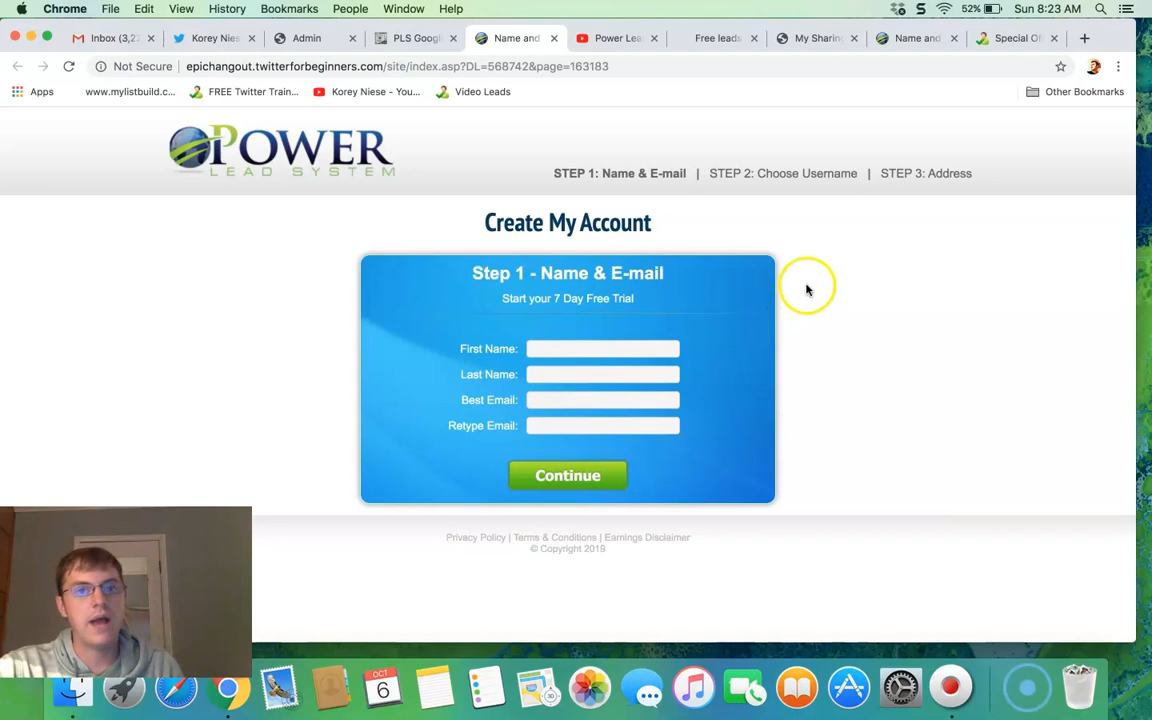 Chrome File Edit View History Bookmarks People Window Help 52% Sun 8:23 AM
Inbox (3,22 Korey Nies Admin PLS Googl Name and Power Lea Free leads My Sharing Name and Special Of
Not Secure epichangout.twitterforbeginners.com/site/index.asp?DL=568742&page=163183
Apps www.mylistbuild.c... FREE Twitter Train... Korey Niese - You... Video Leads Other Bookmarks
POWER
LEAD SYSTEM
STEP 1: Name & E-mail | STEP 2: Choose Username | STEP 3: Address
Create My Account
Step 1 - Name & E-mail
Start your 7 Day Free Trial
First Name:
Last Name:
Best Email:
Retype Email:
Continue
Privacy Policy | Terms & Conditions | Earnings Disclaimer
© Copyright 2019
OCT
6